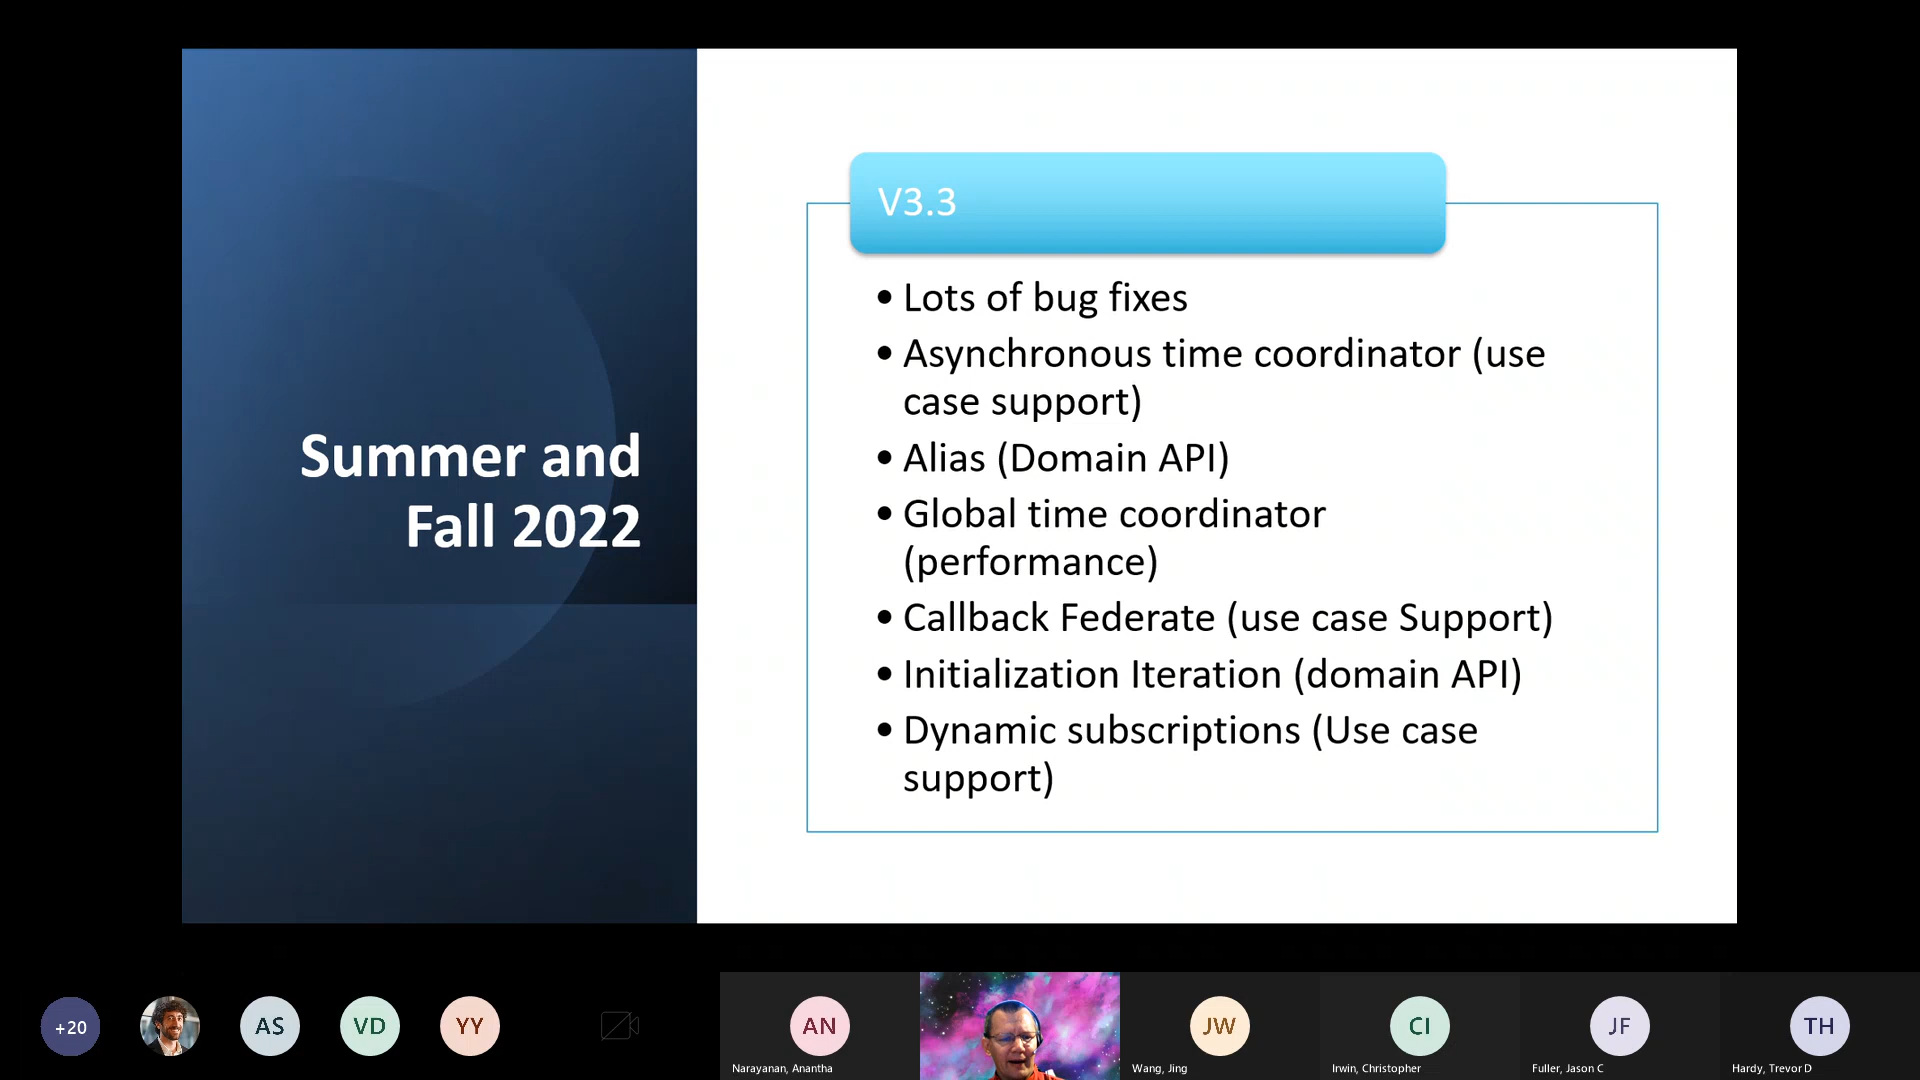 Summer and
Fall 2022
V3.3
• Lots of bug fixes
• Asynchronous time coordinator (use
case support)
• Alias (Domain API)
• Global time coordinator
(performance)
• Callback Federate (use case Support)
• Initialization Iteration (domain API)
• Dynamic subscriptions (Use case
support)
+20
AS
VD
YY
AN
Narayanan, Anantha
JW
Wang, Jing
CI
Irwin, Christopher
JF
Fuller, Jason C
TH
Hardy, Trevor D